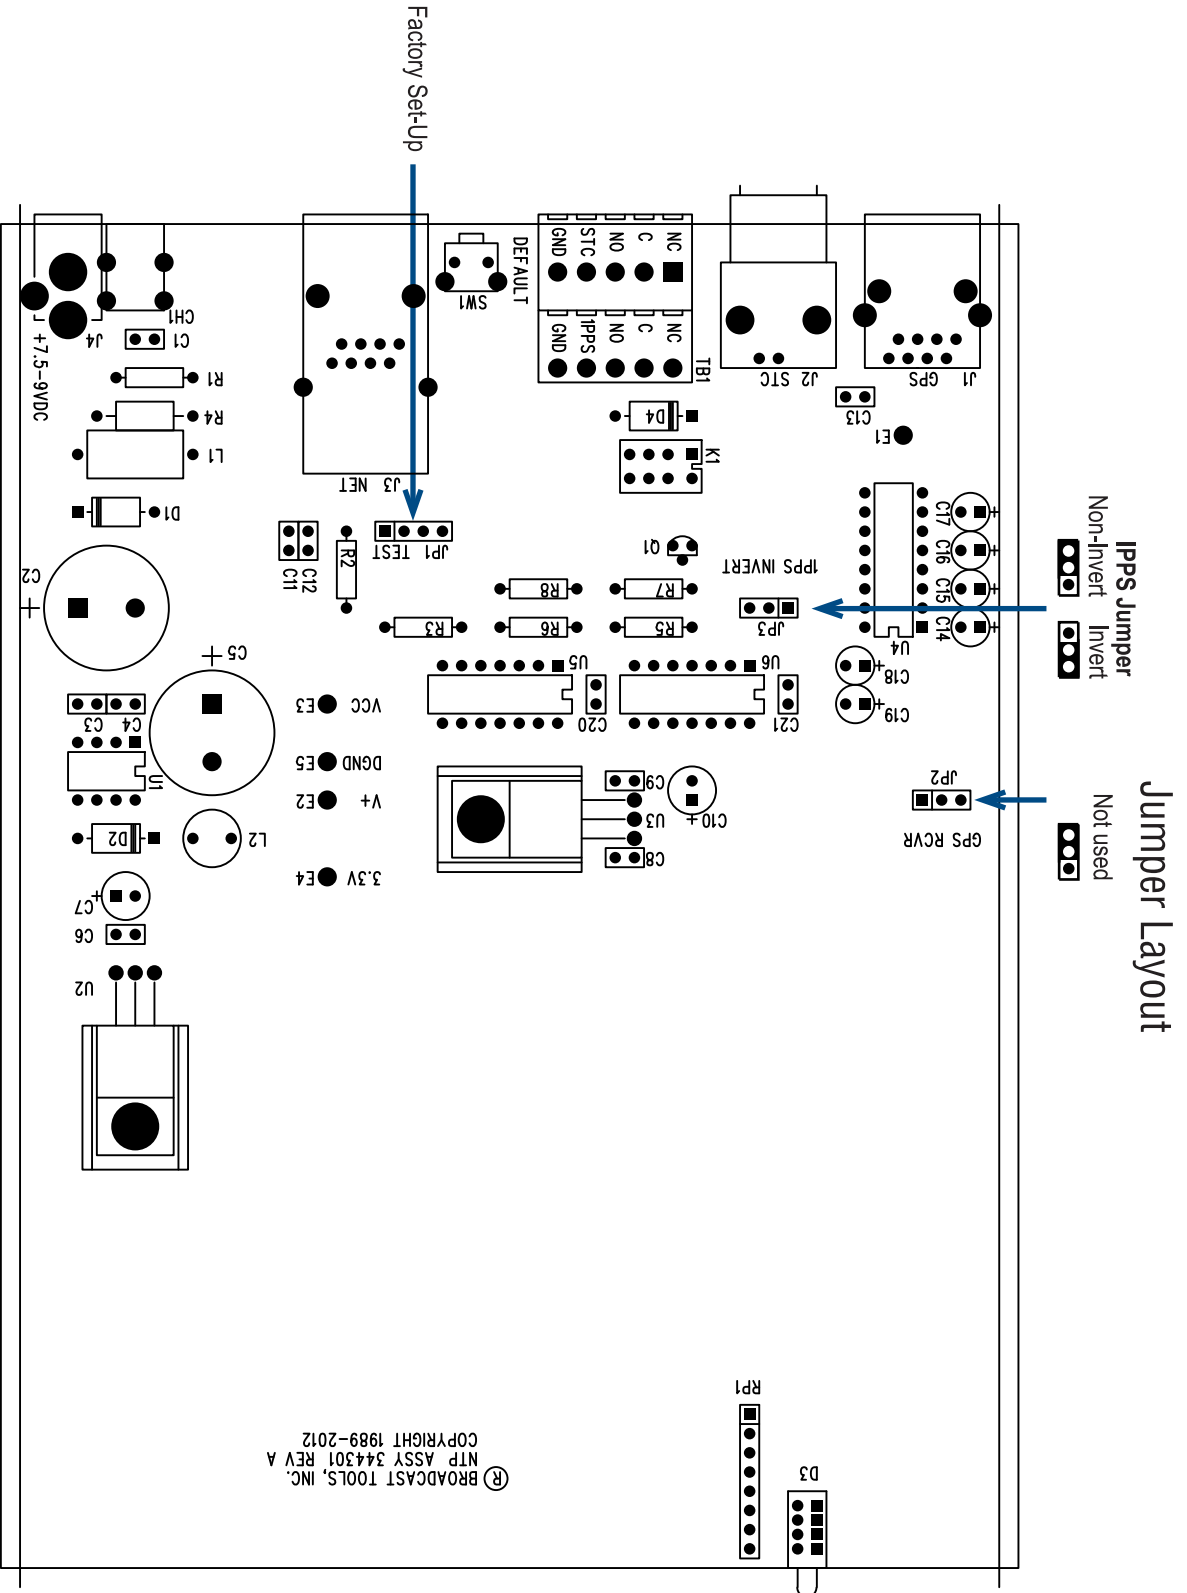 Jumper Layout
IPPS Jumper
Non-Invert
Invert
Not used
Factory Set-Up
J1
GPS
J2 STC
C13
E1
C17
C16
C15
C14
U4
C18
C19
JP2
GPS RCVR
NC
C
NO
STC
GND
NC
C
NO
1PPS
GND
TB1
D4
K1
Q1
1PPS INVERT
JP3
R7
R8
R5
R6
R3
U6
U5
C21
C20
C9
U3
C8
C10
+
DEFAULT
SW1
J3 NET
JP1 TEST
R2
C12
C11
VCC
E3
DGND
E5
V+
E2
3.3V
E4
CH1
J4
+7.5-9VDC
C1
R1
R4
L1
D1
C2
C5
C3
C4
U1
D2
L2
C7
C6
U2
RP1
D3
® BROADCAST TOOLS, INC.
NTP ASSY 344301 REV A
COPYRIGHT 1989-2012